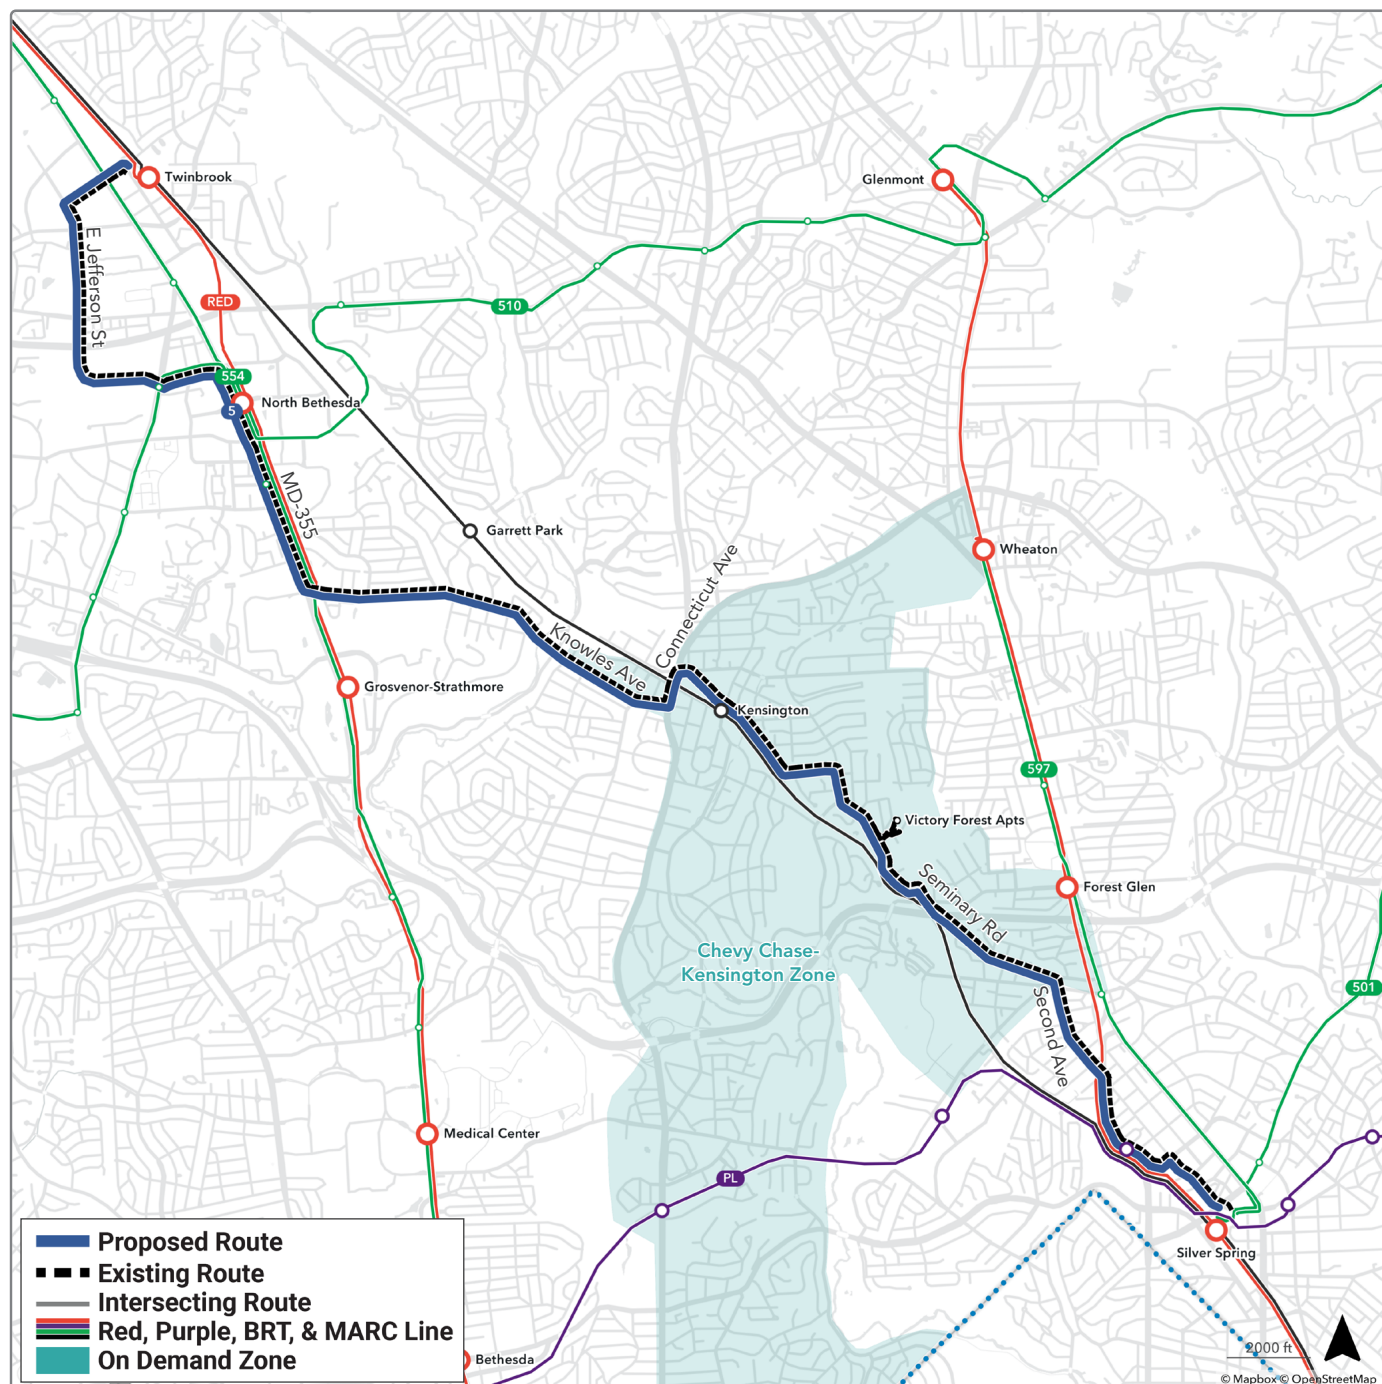 Twinbrook
Glenmont
E Jefferson St
RED
510
554
5
North Bethesda
MD-355
Garrett Park
Wheaton
Connecticut Ave
Knowles Ave
Grosvenor-Strathmore
Kensington
597
Victory Forest Apts
Seminary Rd
Forest Glen
Chevy Chase-
Kensington Zone
501
Second Ave
Medical Center
PL
Silver Spring
Proposed Route
Existing Route
Intersecting Route
Red, Purple, BRT, & MARC Line
On Demand Zone
Bethesda
2000 ft
© Mapbox © OpenStreetMap